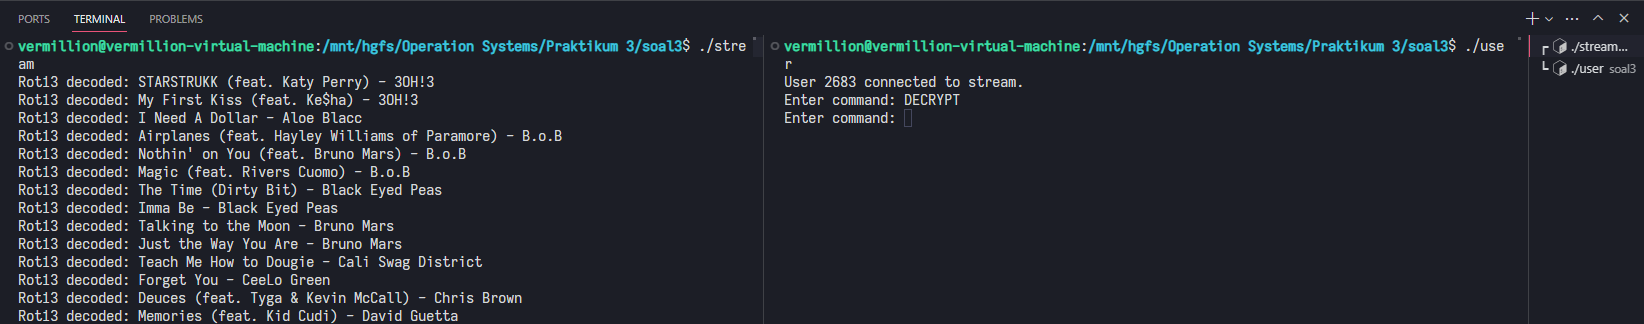 PORTS TERMINAL PROBLEMS
vermillion@vermillion-virtual-machine:/mnt/hgfs/Operation Systems/Praktikum 3/soal3$ ./stre
am
Rot13 decoded: STARSTRUKK (feat. Katy Perry) - 3OH!3
Rot13 decoded: My First Kiss (feat. Ke$ha) - 3OH!3
Rot13 decoded: I Need A Dollar - Aloe Blacc
Rot13 decoded: Airplanes (feat. Hayley Williams of Paramore) - B.o.B
Rot13 decoded: Nothin' on You (feat. Bruno Mars) - B.o.B
Rot13 decoded: Magic (feat. Rivers Cuomo) - B.o.B
Rot13 decoded: The Time (Dirty Bit) - Black Eyed Peas
Rot13 decoded: Imma Be - Black Eyed Peas
Rot13 decoded: Talking to the Moon - Bruno Mars
Rot13 decoded: Just the Way You Are - Bruno Mars
Rot13 decoded: Teach Me How to Dougie - Cali Swag District
Rot13 decoded: Forget You - CeeLo Green
Rot13 decoded: Deuces (feat. Tyga & Kevin McCall) - Chris Brown
Rot13 decoded: Memories (feat. Kid Cudi) - David Guetta
vermillion@vermillion-virtual-machine:/mnt/hgfs/Operation Systems/Praktikum 3/soal3$ ./use
r
User 2683 connected to stream.
Enter command: DECRYPT
Enter command:
./stream...
./user soal3